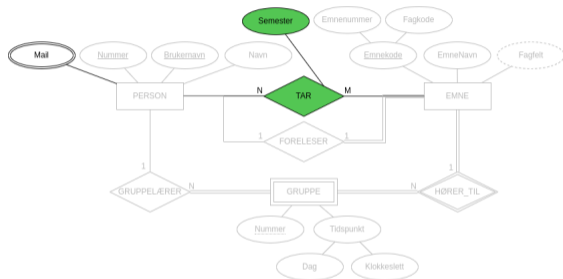 Semester
Emnenummer
Fagkode
Mail
Nummer
Brukernavn
Navn
Emnekode
EmneNavn
Fagfelt
PERSON
N
TAR
M
EMNE
1
FORELESER
1
1
1
GRUPPELÆRER
N
GRUPPE
N
HØRER_TIL
Nummer
Tidspunkt
Dag
Klokkeslett